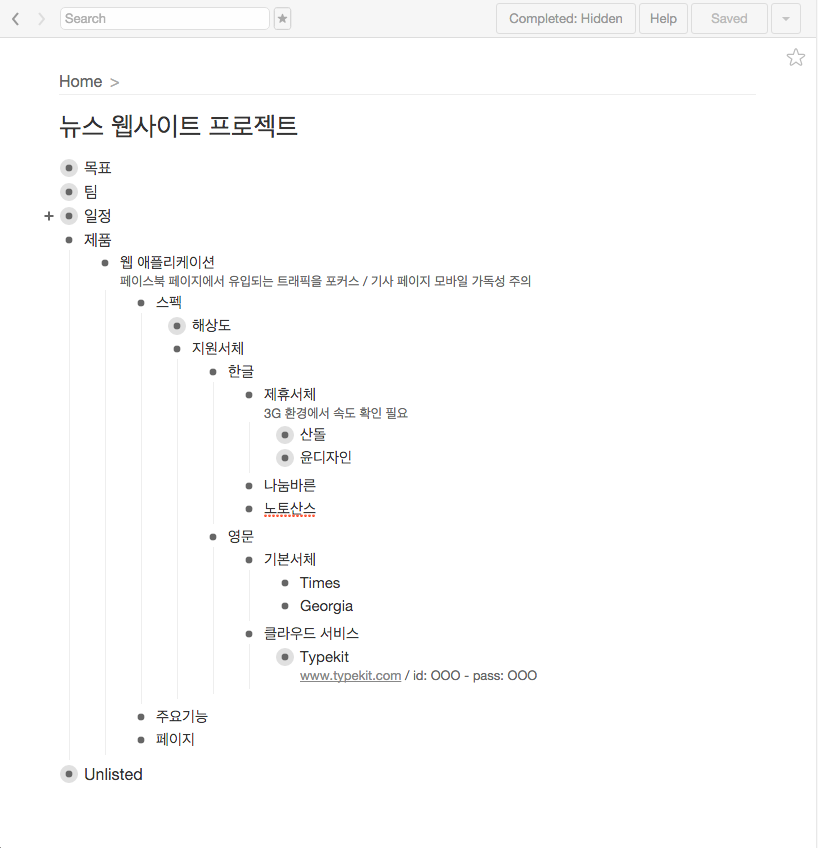 Search
Completed: Hidden
Help
Saved
Home >
뉴스 웹사이트 프로젝트
목표
팀
일정
제품
웹 애플리케이션
페이스북 페이지에서 유입되는 트래픽을 포커스 / 기사 페이지 모바일 가독성 주의
스펙
해상도
지원서체
한글
제휴서체
3G 환경에서 속도 확인 필요
산돌
윤디자인
나눔바른
노토산스
영문
기본서체
Times
Georgia
클라우드 서비스
Typekit
www.typekit.com / id: OOO - pass: OOO
주요기능
페이지
Unlisted